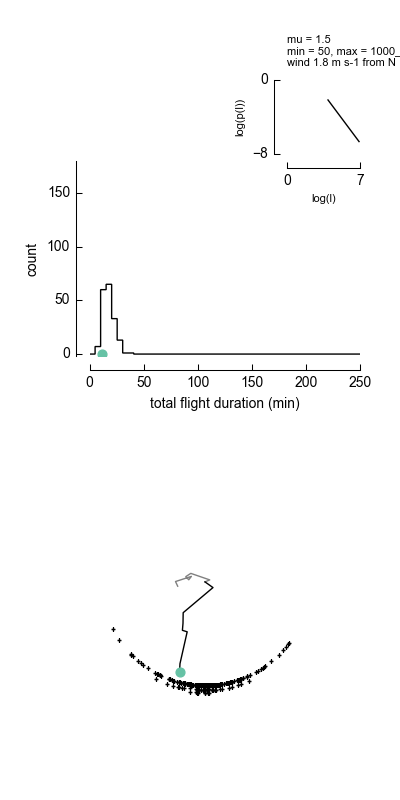 mu = 1.5
min = 50, max = 1000_
wind 1.8 m s-1 from N
0
log(p(l))
−8
0
7
log(l)
150
100
count
50
0
0
50
100
150
200
250
total flight duration (min)